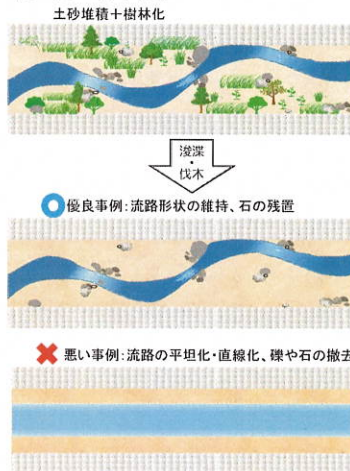 土砂堆積＋樹林化
浚渫
・
伐木
優良事例：流路形状の維持、石の残置
悪い事例：流路の平坦化・直線化、礫や石の撤去